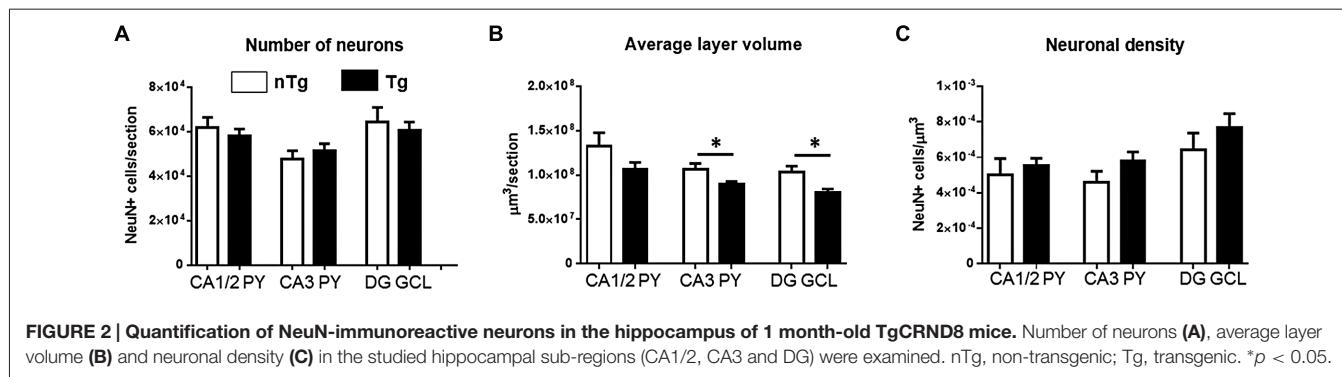 A
Number of neurons
nTg Tg
8×10⁴
6×10⁴
4×10⁴
2×10⁴
0
NeuN+ cells/section
CA1/2 PY CA3 PY DG GCL
B
Average layer volume
2.0×10⁸
1.5×10⁸
1.0×10⁸
5.0×10⁷
0
μm³/section
* *
CA1/2 PY CA3 PY DG GCL
C
Neuronal density
1×10⁻³
8×10⁻⁴
6×10⁻⁴
4×10⁻⁴
2×10⁻⁴
0
NeuN+ cells/μm³
CA1/2 PY CA3 PY DG GCL
FIGURE 2 | Quantification of NeuN-immunoreactive neurons in the hippocampus of 1 month-old TgCRND8 mice. Number of neurons (A), average layer
volume (B) and neuronal density (C) in the studied hippocampal sub-regions (CA1/2, CA3 and DG) were examined. nTg, non-transgenic; Tg, transgenic. *p < 0.05.